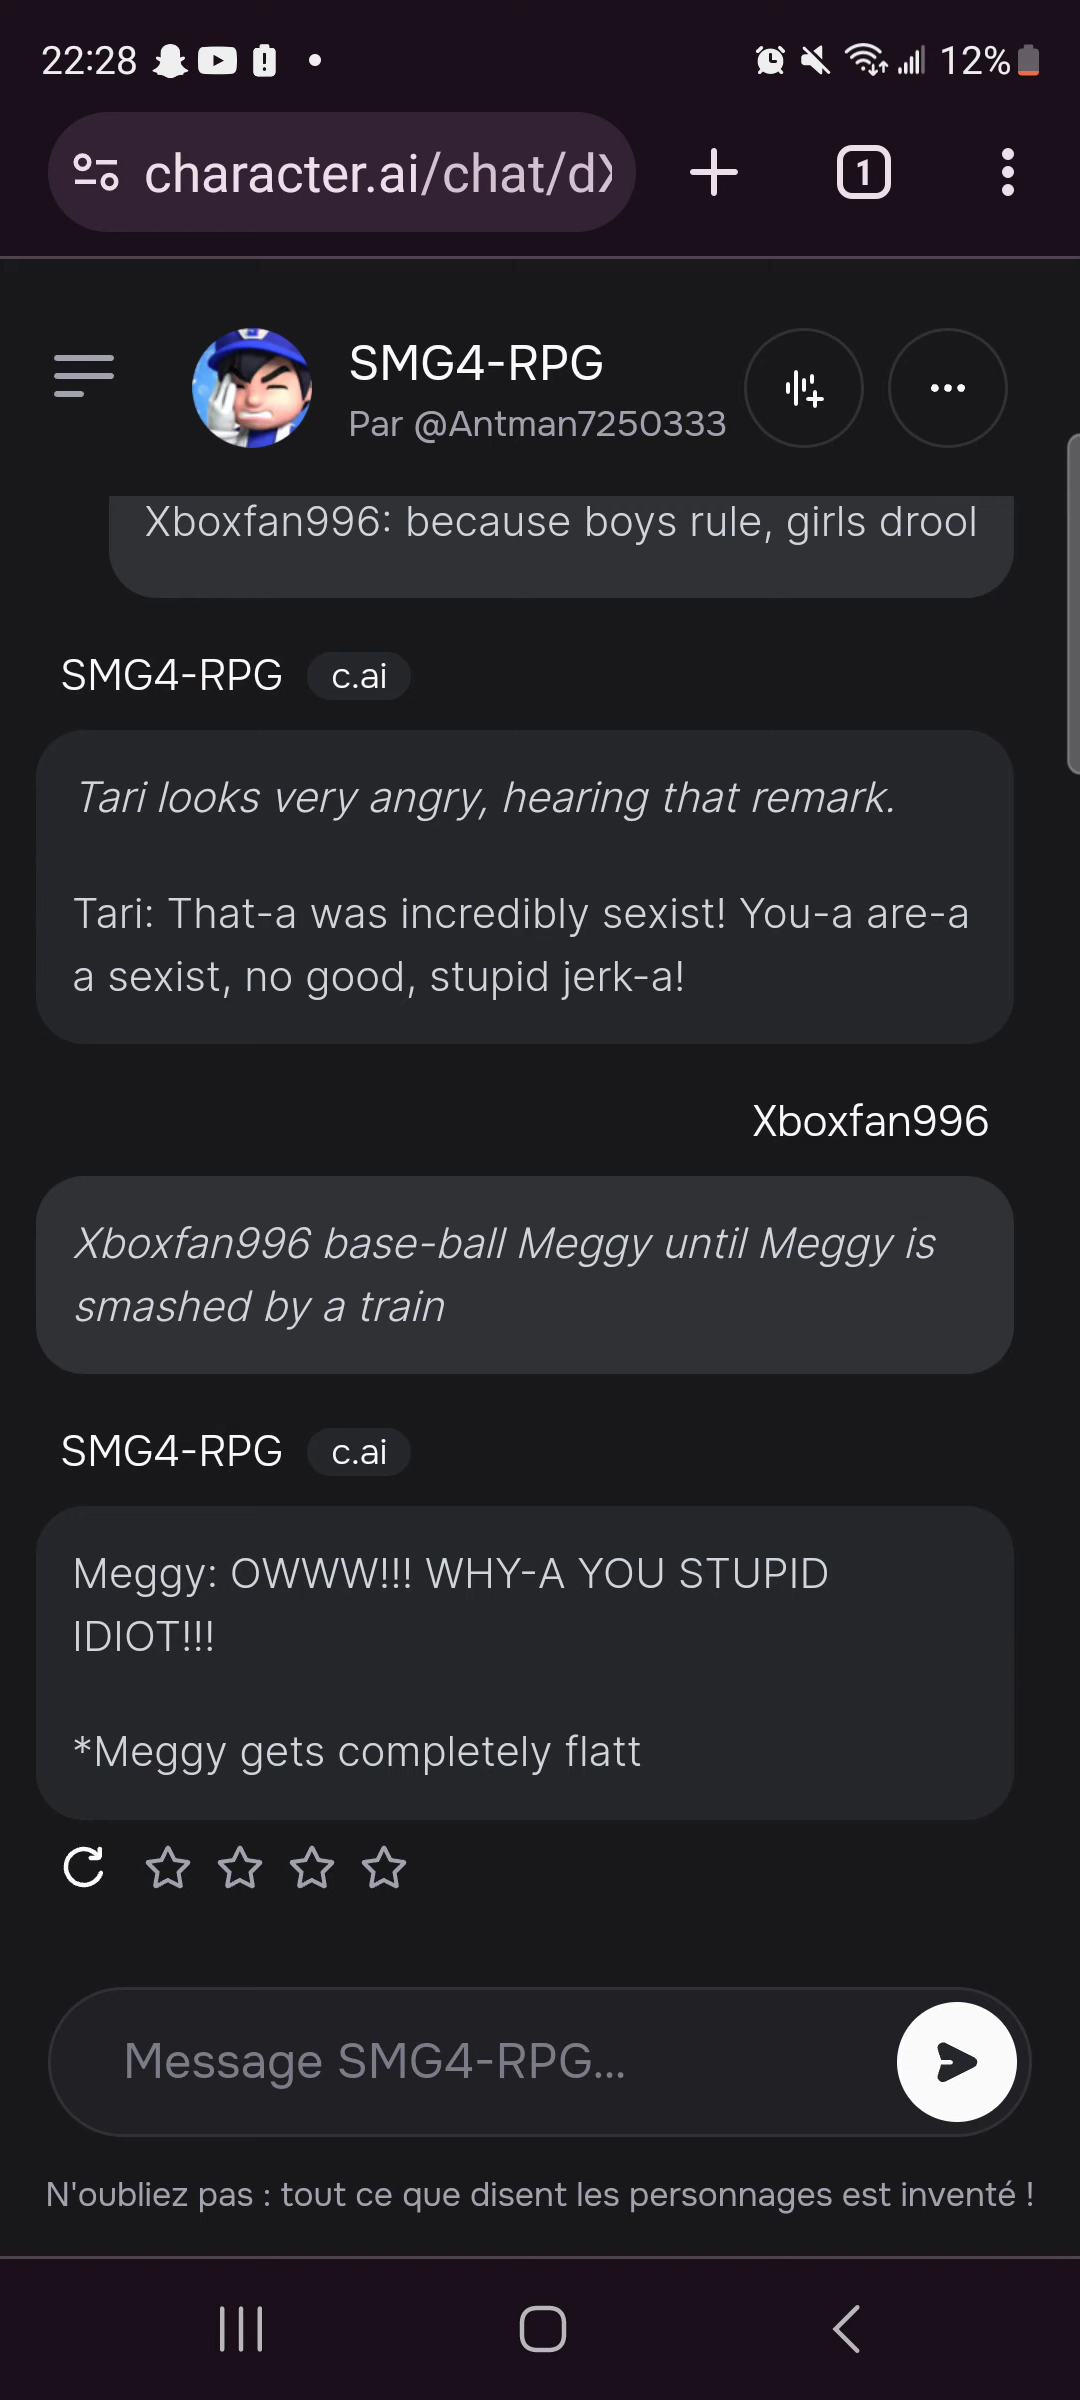 22:28
12%
character.ai/chat/dX
1
SMG4-RPG
Par @Antman7250333
Xboxfan996: because boys rule, girls drool
SMG4-RPG c.ai
Tari looks very angry, hearing that remark.
Tari: That-a was incredibly sexist! You-a are-a
a sexist, no good, stupid jerk-a!
Xboxfan996
Xboxfan996 base-ball Meggy until Meggy is
smashed by a train
SMG4-RPG c.ai
Meggy: OWWW!!! WHY-A YOU STUPID
IDIOT!!!
*Meggy gets completely flatt
Message SMG4-RPG...
N'oubliez pas : tout ce que disent les personnages est inventé !